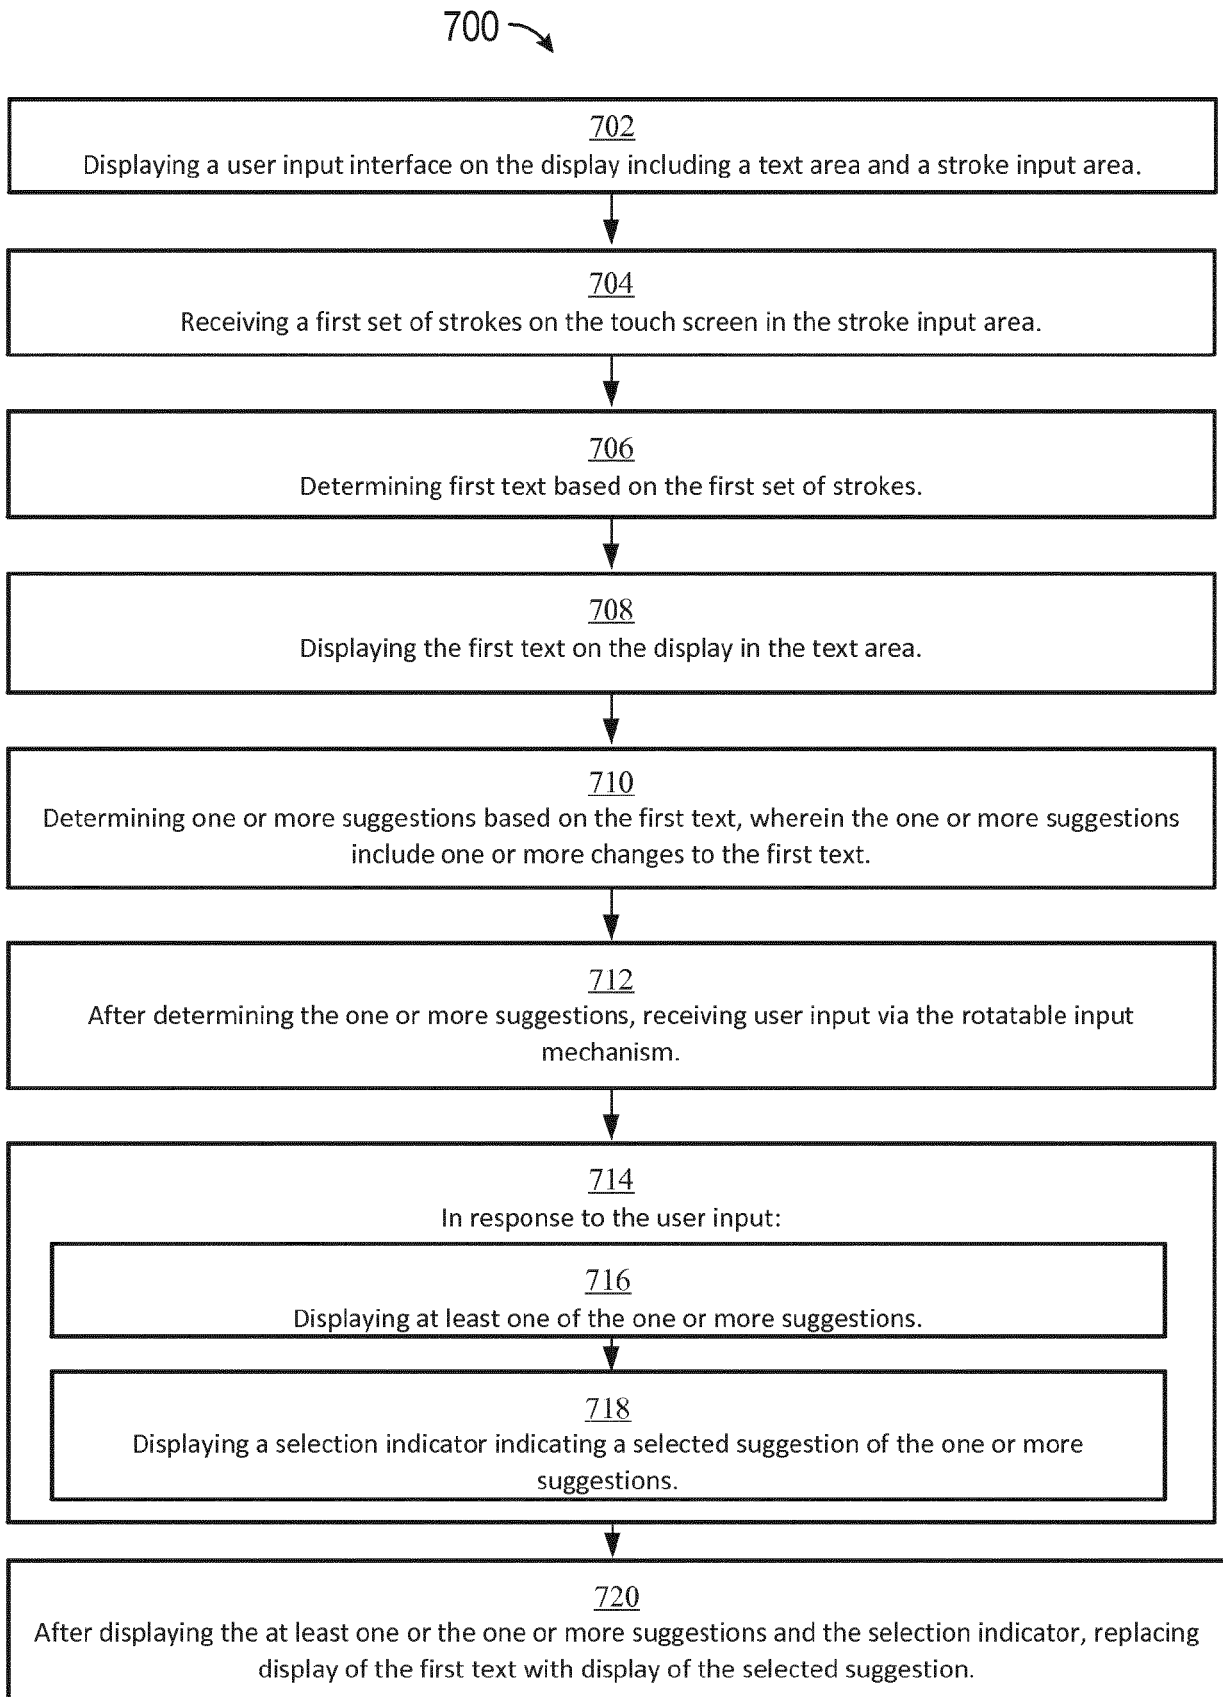 700
702
Displaying a user input interface on the display including a text area and a stroke input area.
704
Receiving a first set of strokes on the touch screen in the stroke input area.
706
Determining first text based on the first set of strokes.
708
Displaying the first text on the display in the text area.
710
Determining one or more suggestions based on the first text, wherein the one or more suggestions
include one or more changes to the first text.
712
After determining the one or more suggestions, receiving user input via the rotatable input
mechanism.
714
In response to the user input:
716
Displaying at least one of the one or more suggestions.
718
Displaying a selection indicator indicating a selected suggestion of the one or more
suggestions.
720
After displaying the at least one or the one or more suggestions and the selection indicator, replacing
display of the first text with display of the selected suggestion.